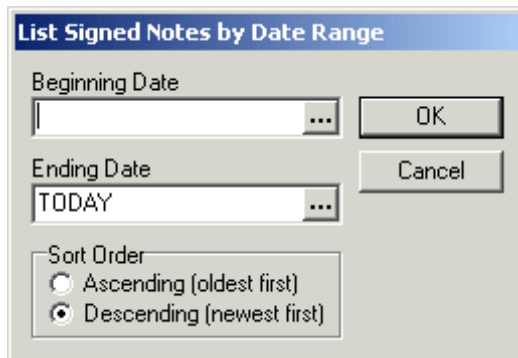 List Signed Notes by Date Range
Beginning Date
...
OK
Ending Date
Cancel
TODAY
...
Sort Order
Ascending (oldest first)
Descending (newest first)